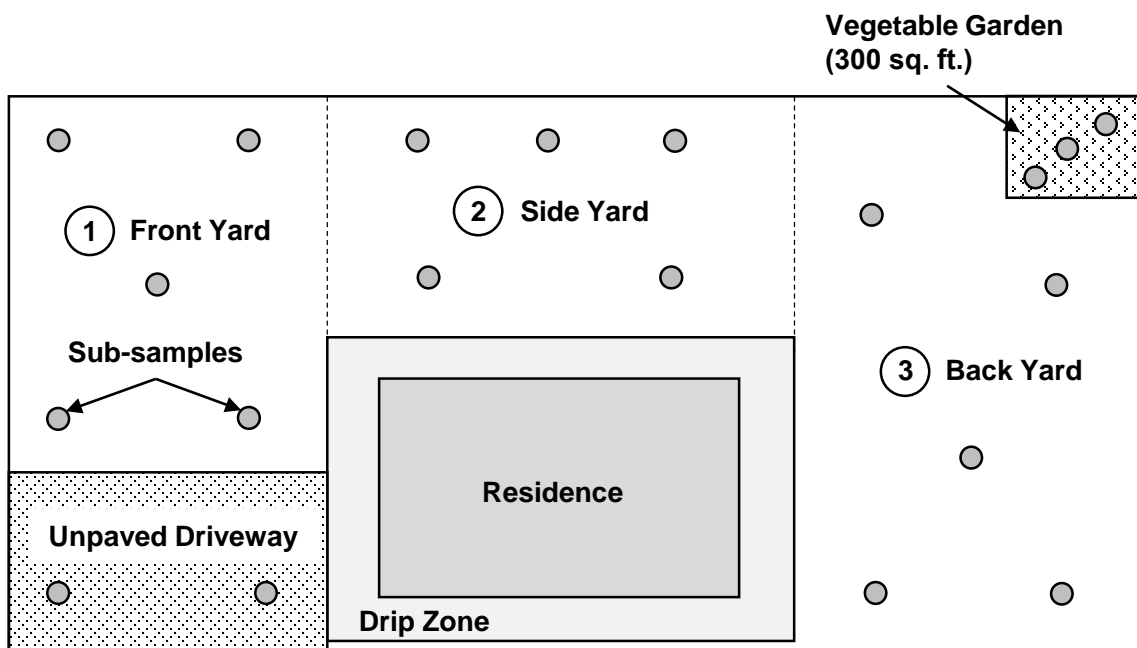 Vegetable Garden
(300 sq. ft.)
1 Front Yard
2 Side Yard
Sub-samples
3 Back Yard
Residence
Unpaved Driveway
Drip Zone